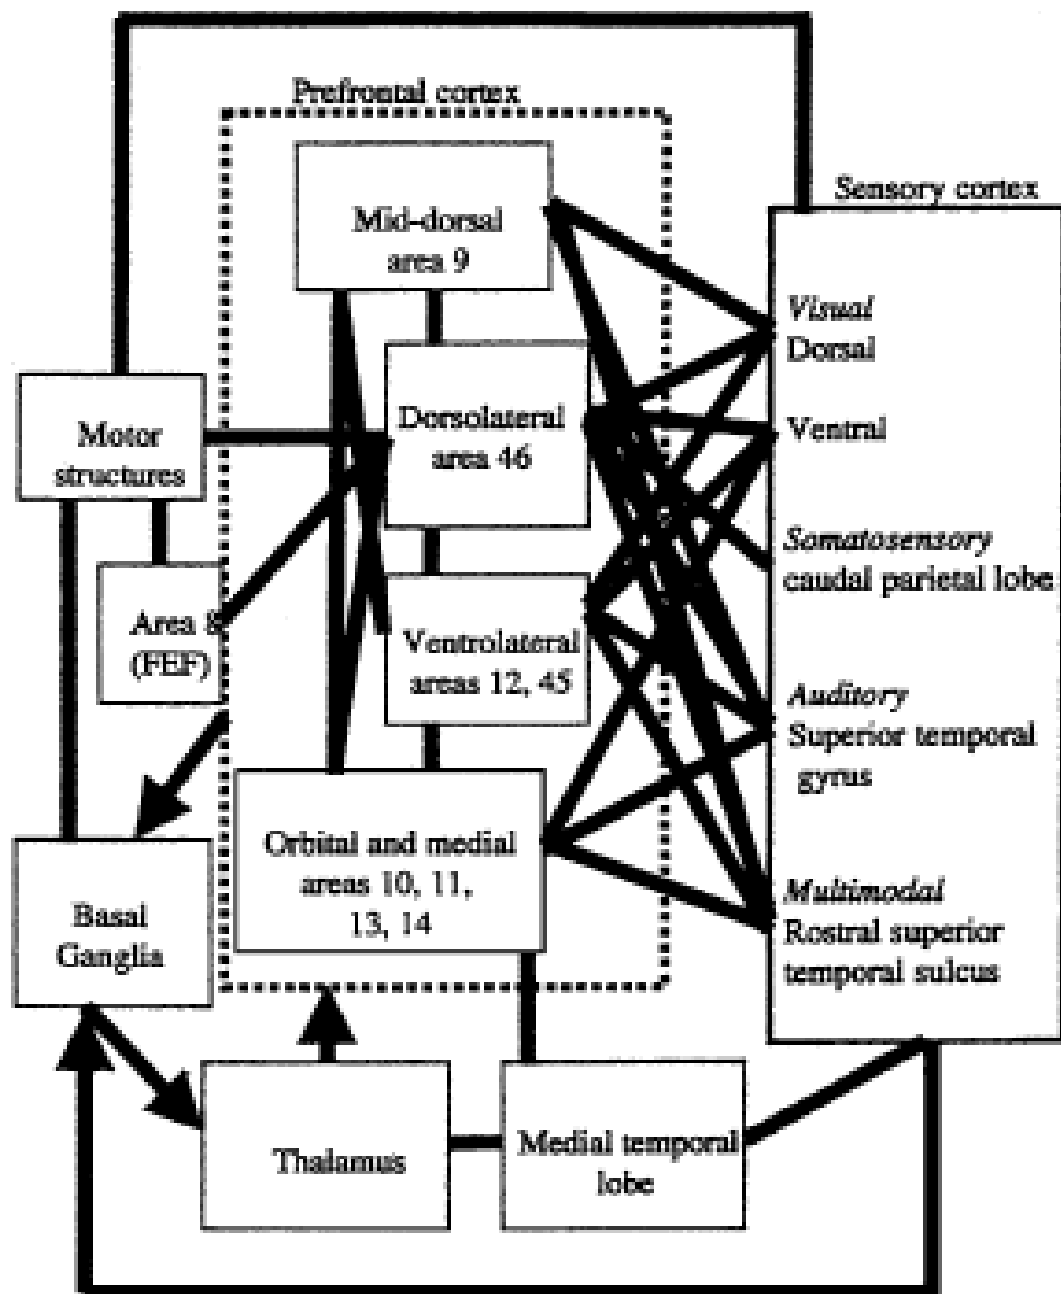 Prefrontal cortex
Mid-dorsal
area 9
Sensory cortex
Visual
Dorsal
Dorsolateral
area 46
Ventral
Motor
structures
Somatosensory
caudal parietal lobe
Area 8
(FEF)
Ventrolateral
areas 12, 45
Auditory
Superior temporal
gyrus
Orbital and medial
areas 10, 11,
13, 14
Multimodal
Rostral superior
temporal sulcus
Basal
Ganglia
Thalamus
Medial temporal
lobe